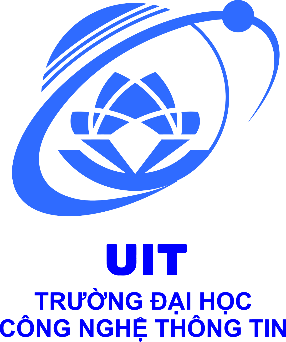 UIT
TRƯỜNG ĐẠI HỌC
CÔNG NGHỆ THÔNG TIN